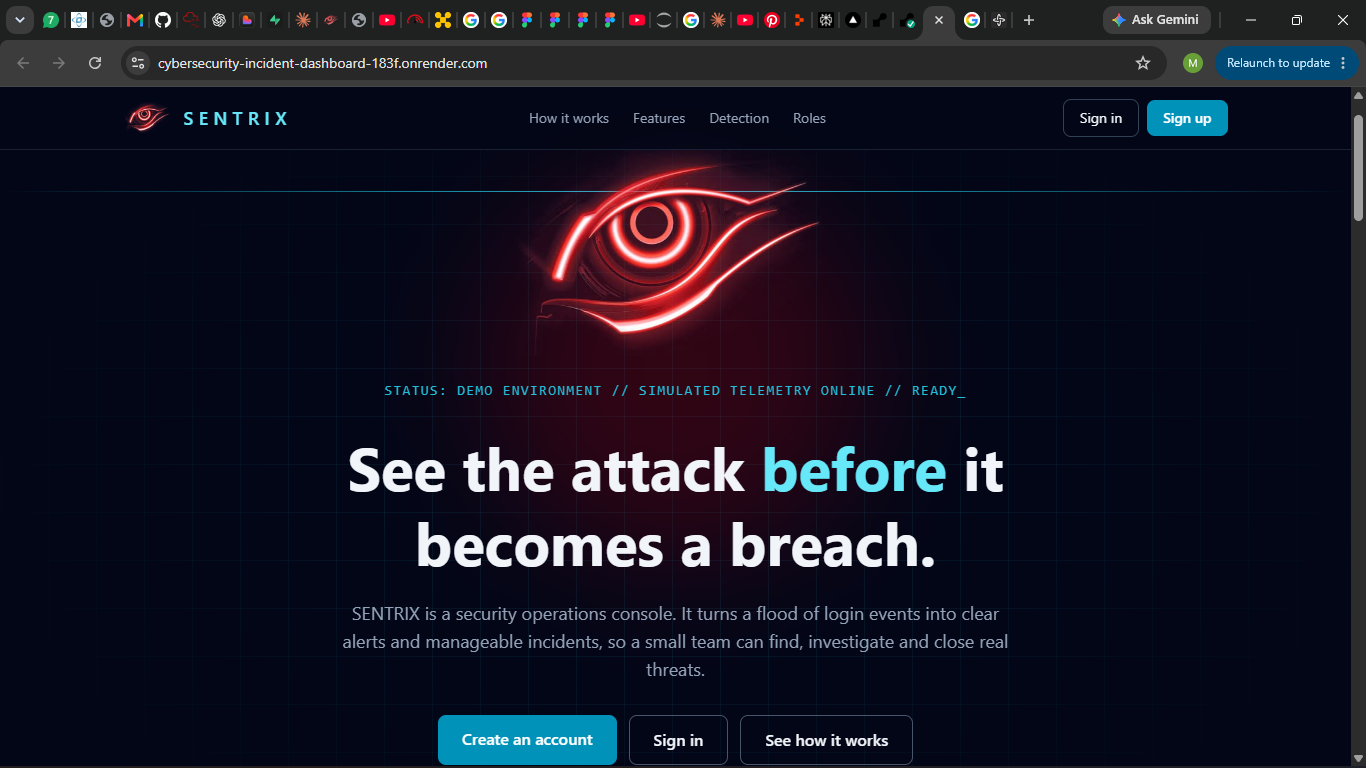 7
Ask Gemini
cybersecurity-incident-dashboard-183f.onrender.com
M
Relaunch to update
SENTRIX
How it works
Features
Detection
Roles
Sign in
Sign up
STATUS: DEMO ENVIRONMENT // SIMULATED TELEMETRY ONLINE // READY_
See the attack before it
becomes a breach.
SENTRIX is a security operations console. It turns a flood of login events into clear
alerts and manageable incidents, so a small team can find, investigate and close real
threats.
Create an account
Sign in
See how it works